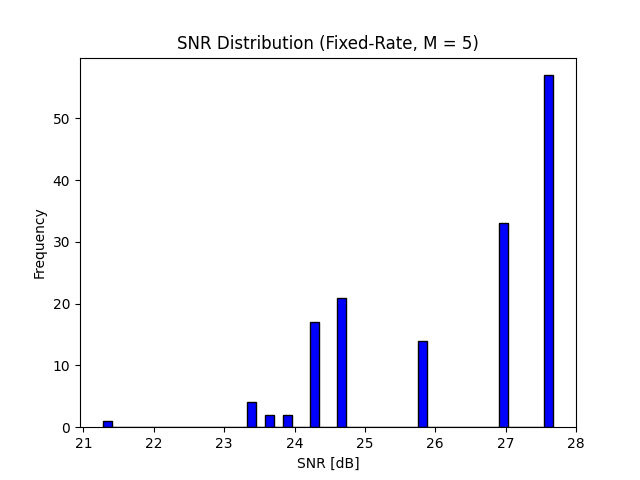 SNR Distribution (Fixed-Rate, M = 5)
Frequency
50
40
30
20
10
0
21 22 23 24 25 26 27 28
SNR [dB]